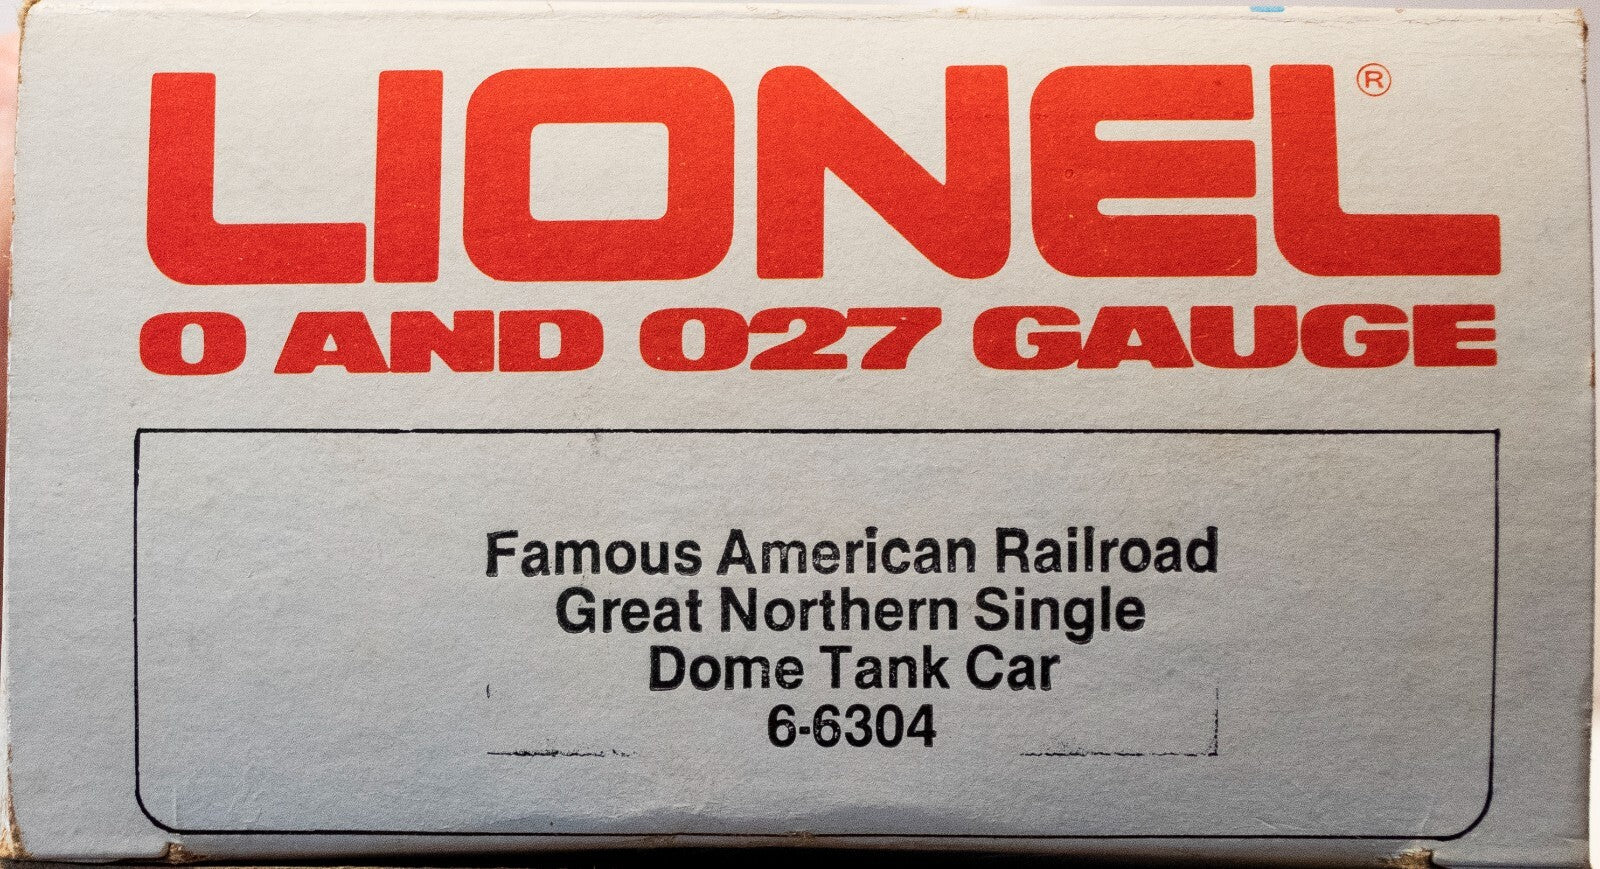 LIONEL®
O AND O27 GAUGE
Famous American Railroad
Great Northern Single
Dome Tank Car
6-6304